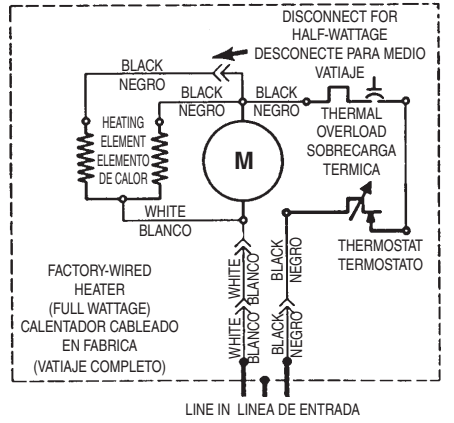 DISCONNECT FOR
HALF-WATTAGE
DESCONECTE PARA MEDIO
VATIAJE
BLACK
NEGRO
BLACK
NEGRO
BLACK
NEGRO
HEATING
ELEMENT
ELEMENTO
DE CALOR
M
THERMAL
OVERLOAD
SOBRECARGA
TERMICA
WHITE
BLANCO
THERMOSTAT
TERMOSTATO
WHITE
BLANCO
BLACK
NEGRO
FACTORY-WIRED
HEATER
(FULL WATTAGE)
CALENTADOR CABLEADO
EN FABRICA
(VATIAJE COMPLETO)
WHITE
BLANCO
BLACK
NEGRO
LINE IN LINEA DE ENTRADA